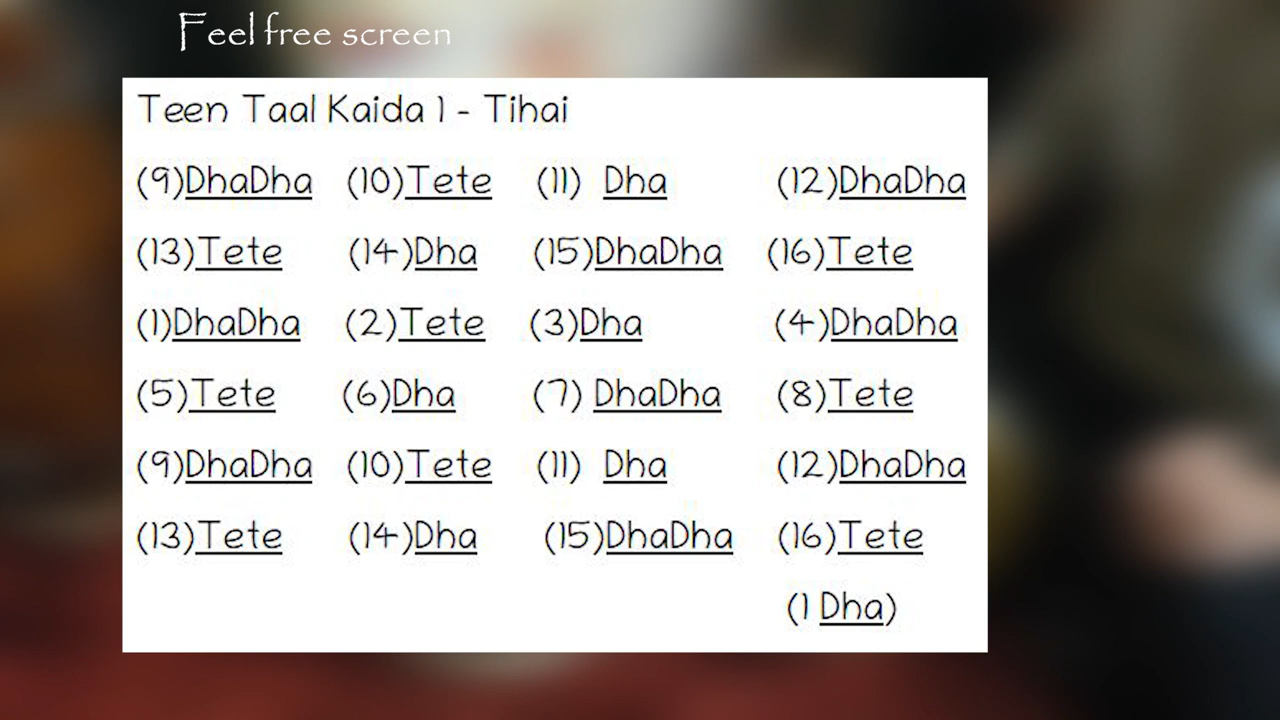 Feel free screen
Teen Taal Kaida 1 - Tihai
(9)DhaDha (10)Tete (11) Dha (12)DhaDha
(13)Tete (14)Dha (15)DhaDha (16)Tete
(1)DhaDha (2)Tete (3)Dha (4)DhaDha
(5)Tete (6)Dha (7) DhaDha (8)Tete
(9)DhaDha (10)Tete (11) Dha (12)DhaDha
(13)Tete (14)Dha (15)DhaDha (16)Tete
(1 Dha)